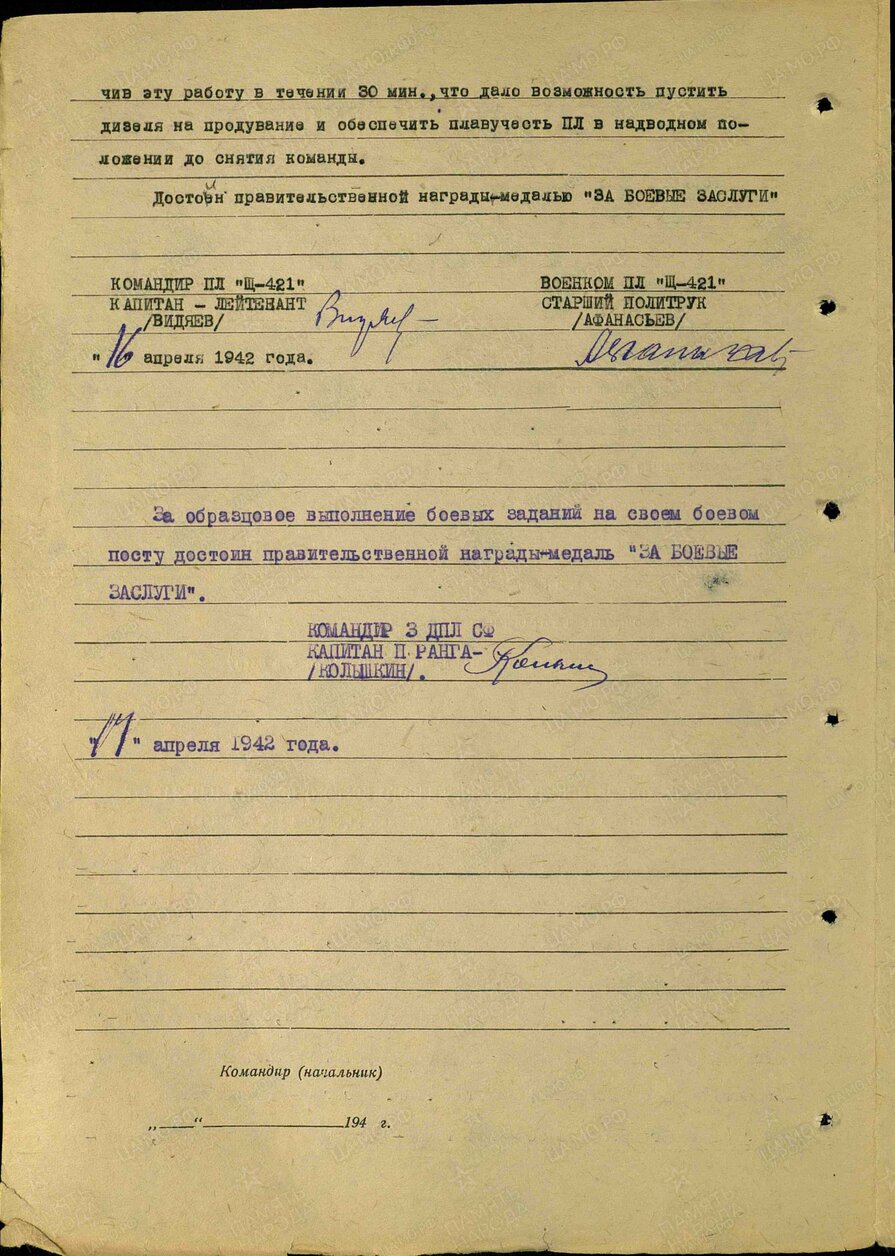 чив эту работу в течении 30 мин.,что дало возможность пустить
дизеля на продувание и обеспечить плавучесть ПЛ в надводном по-
ложении до снятия команды.
Достойн правительственной награды-медалью "ЗА БОЕВЫЕ ЗАСЛУГИ"
КОМАНДИР ПЛ "Щ-421"
КАПИТАН - ЛЕЙТЕНАНТ Видяев
/ВИДЯЕВ/
"16 апреля 1942 года.
ВОЕНКОМ ПЛ "Щ-421"
СТАРШИЙ ПОЛИТРУК
/АФАНАСЬЕВ/
За образцовое выполнение боевых заданий на своем боевом
посту достоин правительственной награды-медаль "ЗА БОЕВЫЕ
ЗАСЛУГИ".
КОМАНДИР 3 ДПЛ СФ
КАПИТАН П РАНГА-
/КОЛЫШКИН/.
"17" апреля 1942 года.
Командир (начальник)
„ “ 194 г.